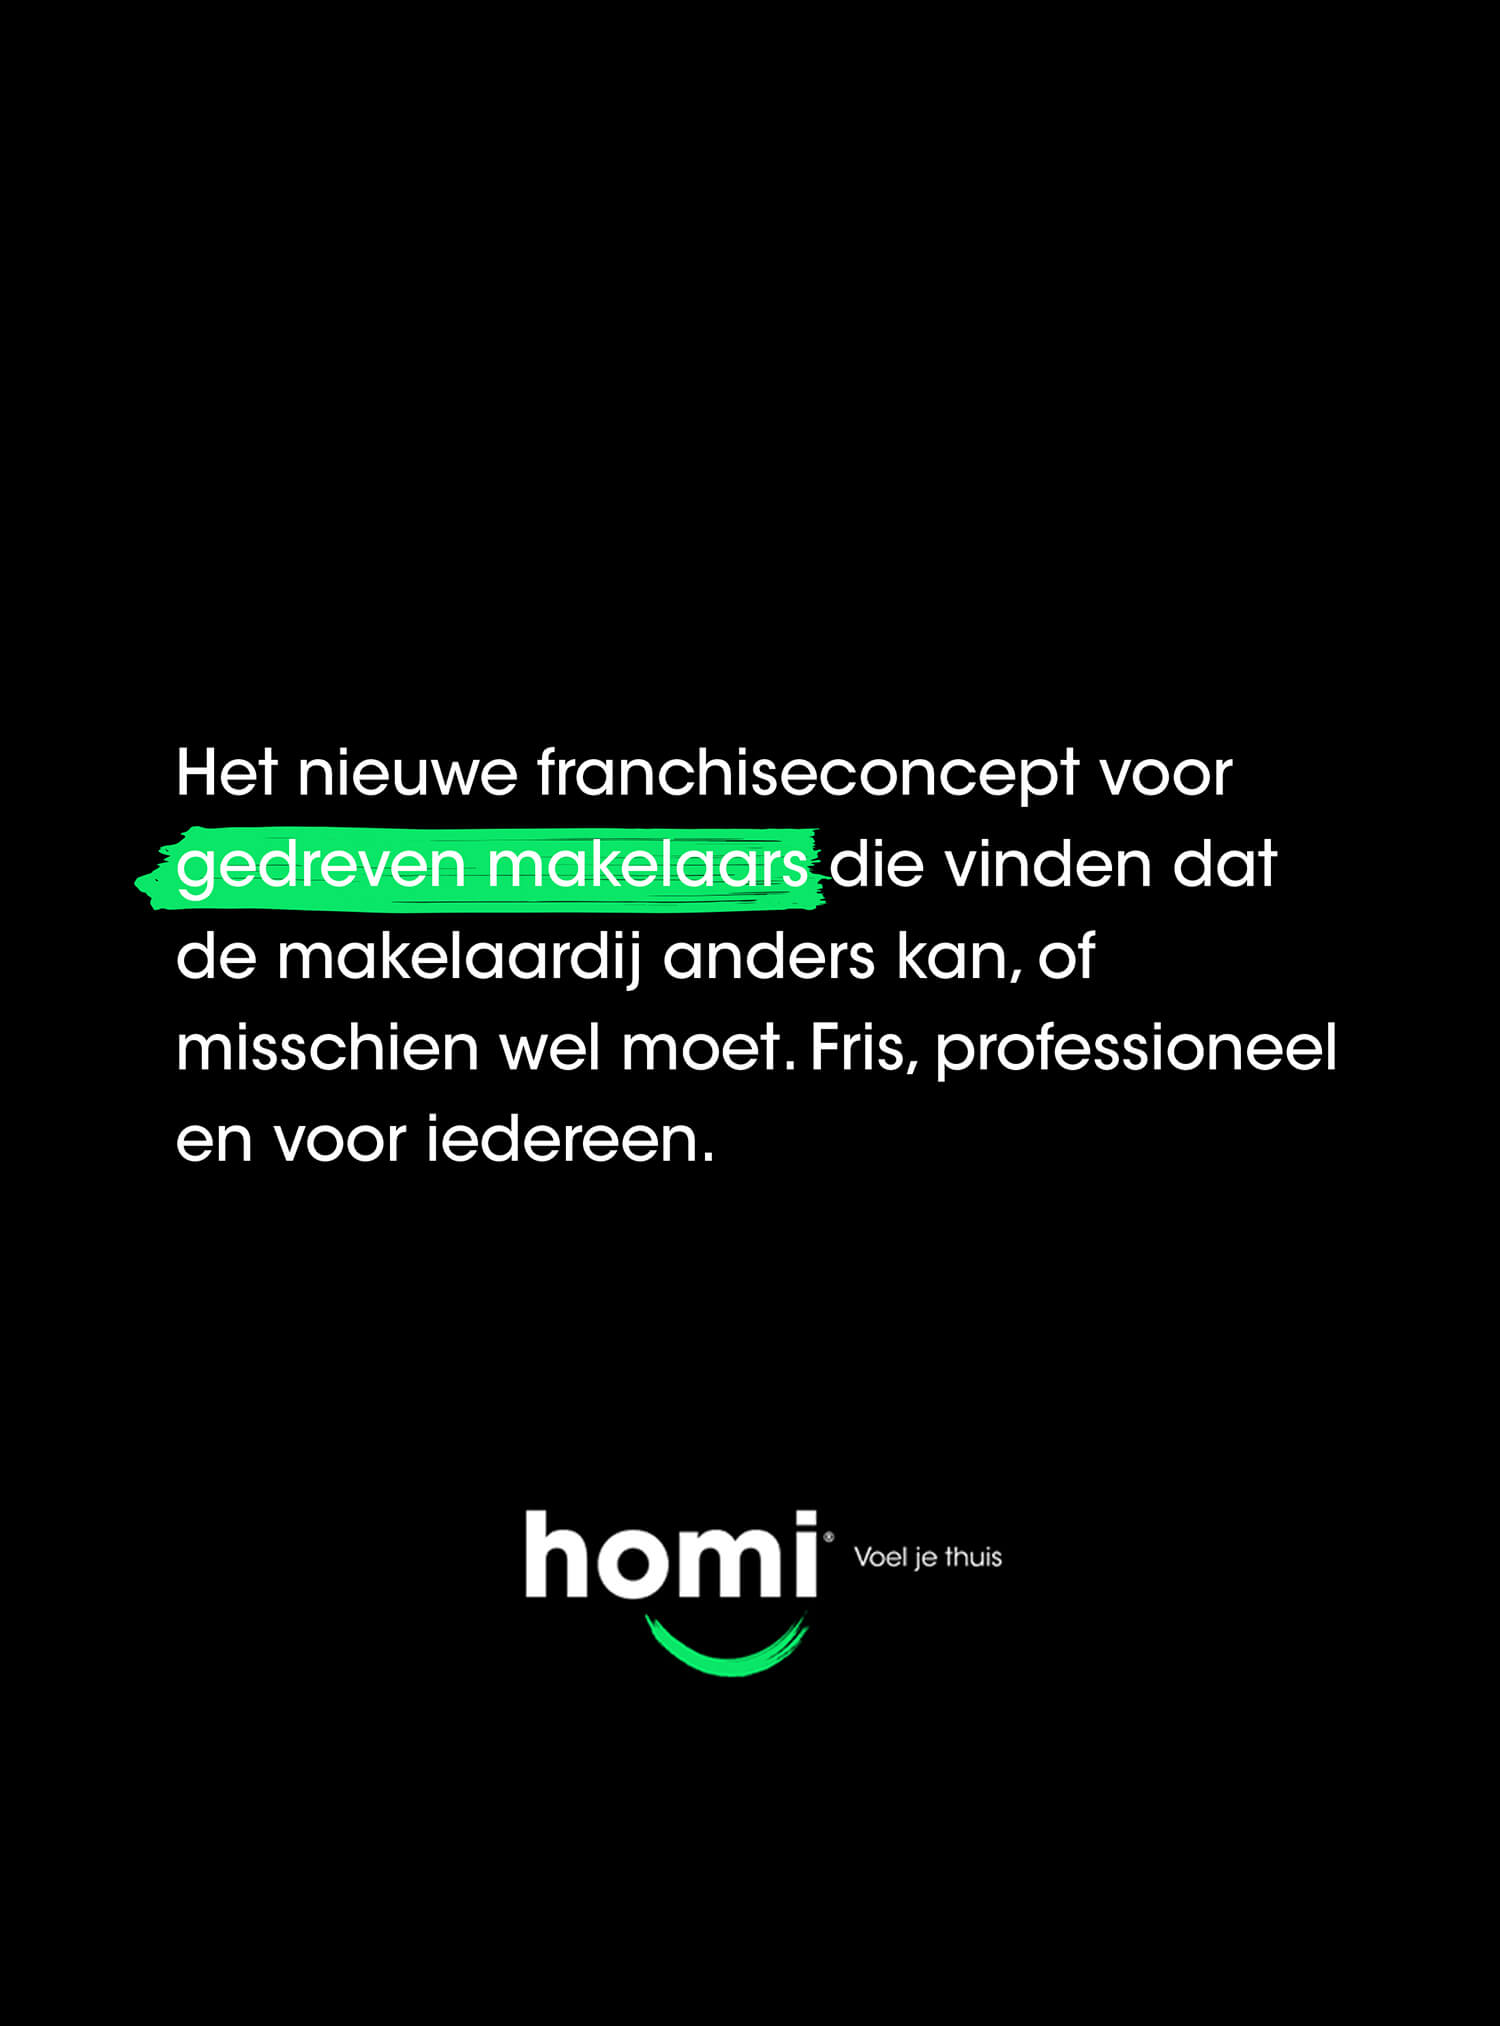 Het nieuwe franchiseconcept voor
gedreven makelaars die vinden dat
de makelaardij anders kan, of
misschien wel moet. Fris, professioneel
en voor iedereen.
homi® Voel je thuis